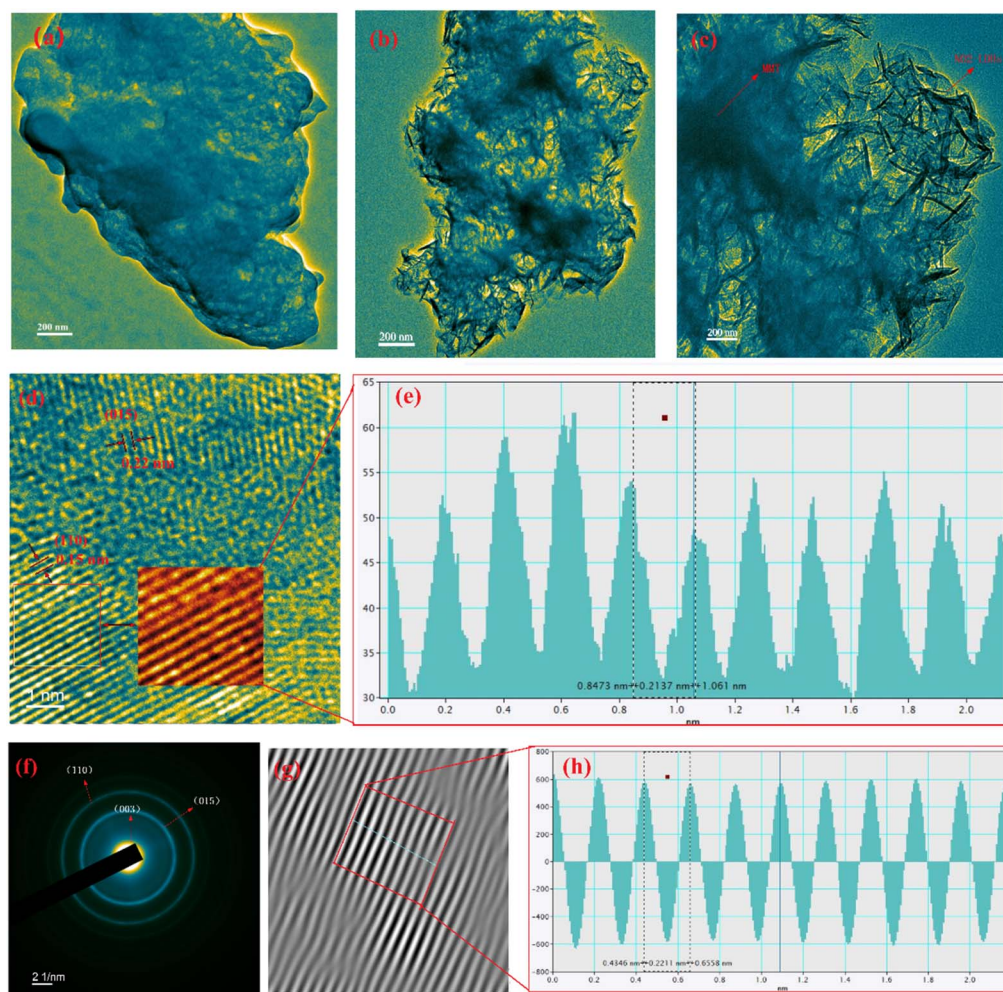 (a)
200 nm
(b)
200 nm
(c)
MMT
200 nm
(d)
(015)
0.22 nm
(110)
0.15 nm
1 nm
(e)
65
60
55
50
45
40
35
30
0.8473 nm 0.2137 nm 1.061 nm
0.0 0.2 0.4 0.6 0.8 1.0 1.2 1.4 1.6 1.8 2.0
nm
(f)
(110)
(003)
(015)
2 1/nm
(g)
(h)
800
600
400
200
0
-200
-400
-600
-800
0.4346 nm 0.2211 nm 0.6558 nm
0.0 0.2 0.4 0.6 0.8 1.0 1.2 1.4 1.6 1.8 2.0
nm